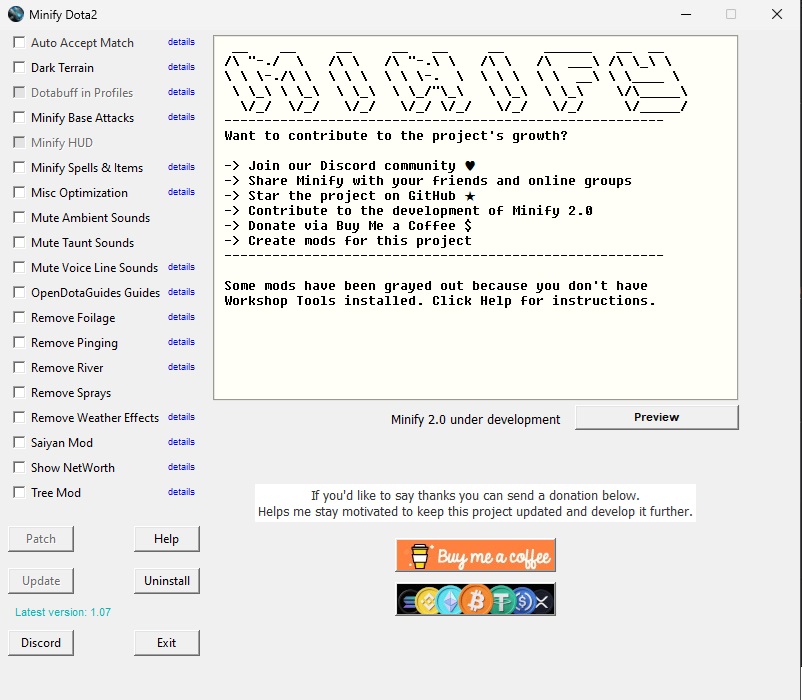 Minify Dota2
Auto Accept Match details
Dark Terrain details
Dotabuff in Profiles details
Minify Base Attacks details
Minify HUD
Minify Spells & Items details
Misc Optimization details
Mute Ambient Sounds
Mute Taunt Sounds
Mute Voice Line Sounds details
OpenDotaGuides Guides details
Remove Foilage details
Remove Pinging details
Remove River details
Remove Sprays
Remove Weather Effects details
Saiyan Mod details
Show NetWorth details
Tree Mod details
Patch
Help
Update
Uninstall
Latest version: 1.07
Discord
Exit
MINIFY
Want to contribute to the project's growth?
-> Join our Discord community ♥
-> Share Minify with your friends and online groups
-> Star the project on GitHub ★
-> Contribute to the development of Minify 2.0
-> Donate via Buy Me a Coffee $
-> Create mods for this project
Some mods have been grayed out because you don't have
Workshop Tools installed. Click Help for instructions.
Minify 2.0 under development
Preview
If you'd like to say thanks you can send a donation below.
Helps me stay motivated to keep this project updated and develop it further.
Buy me a coffee